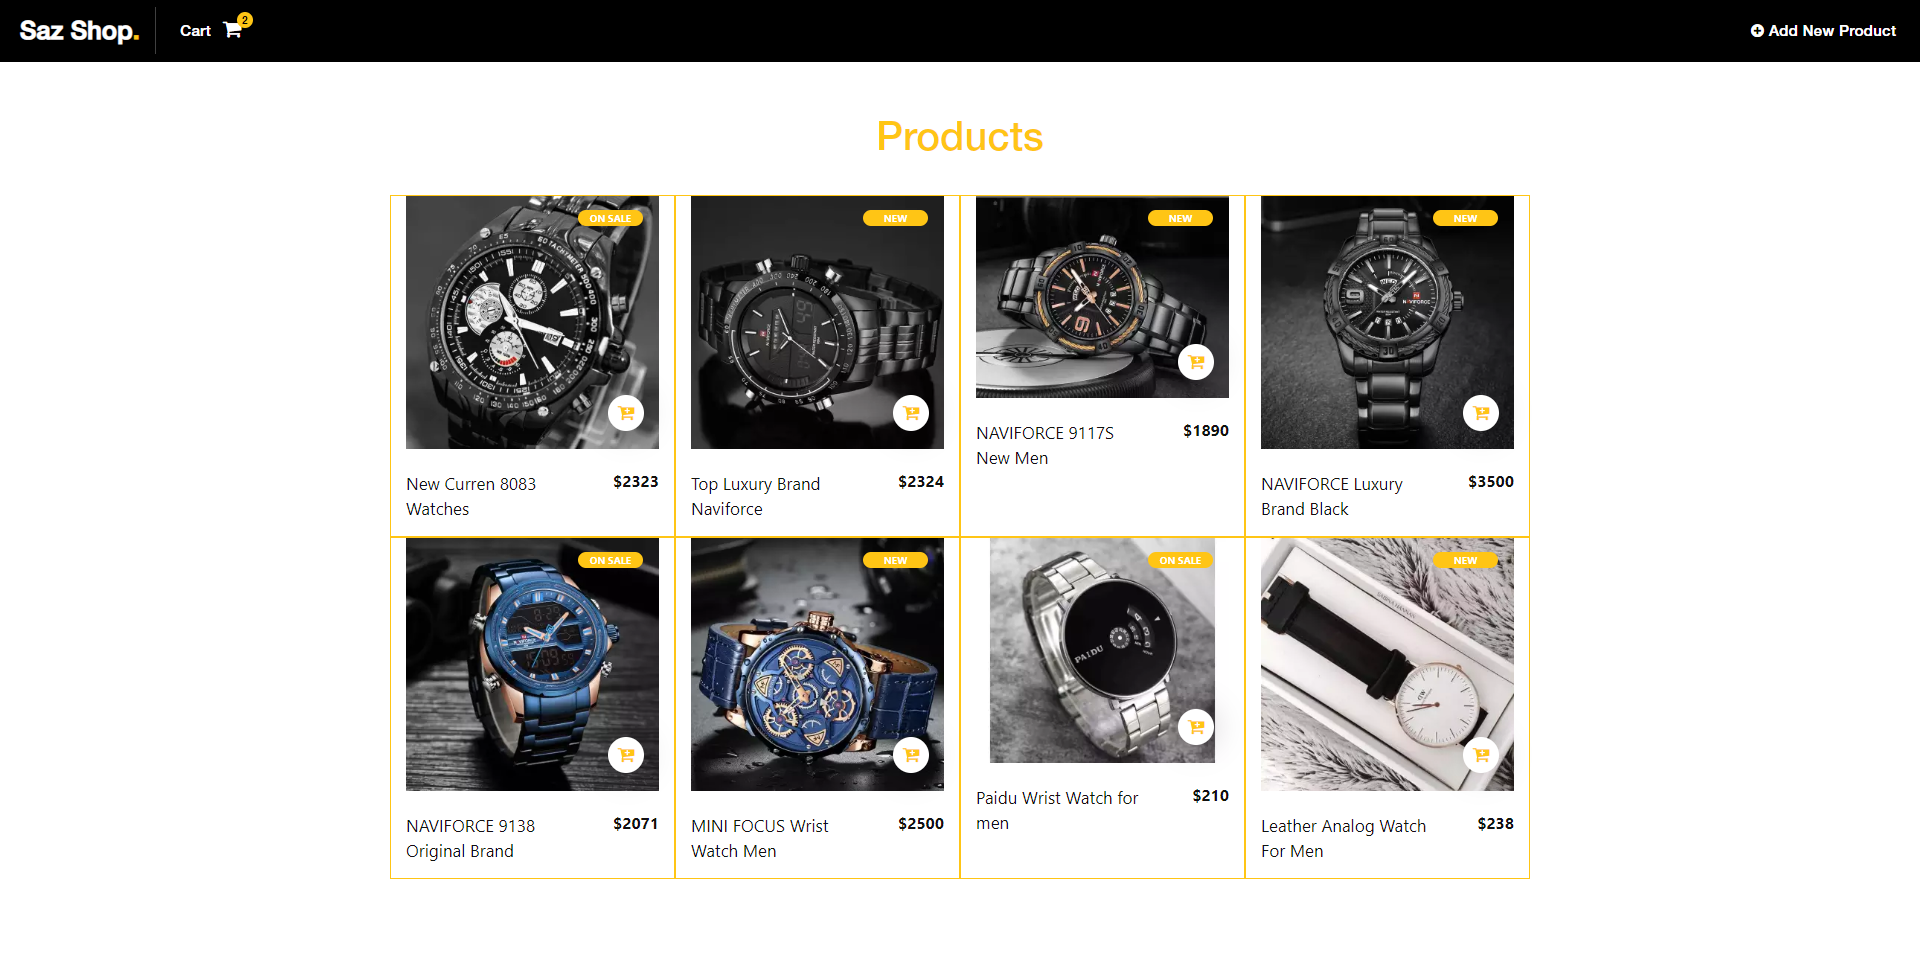 Saz Shop.
Cart 2
Add New Product
Products
ON SALE
NEW
NEW
NEW
New Curren 8083
Watches
$2323
Top Luxury Brand
Naviforce
$2324
NAVIFORCE 9117S
New Men
$1890
NAVIFORCE Luxury
Brand Black
$3500
ON SALE
NEW
ON SALE
NEW
PAIDU
NAVIFORCE 9138
Original Brand
$2071
MINI FOCUS Wrist
Watch Men
$2500
Paidu Wrist Watch for
men
$210
Leather Analog Watch
For Men
$238